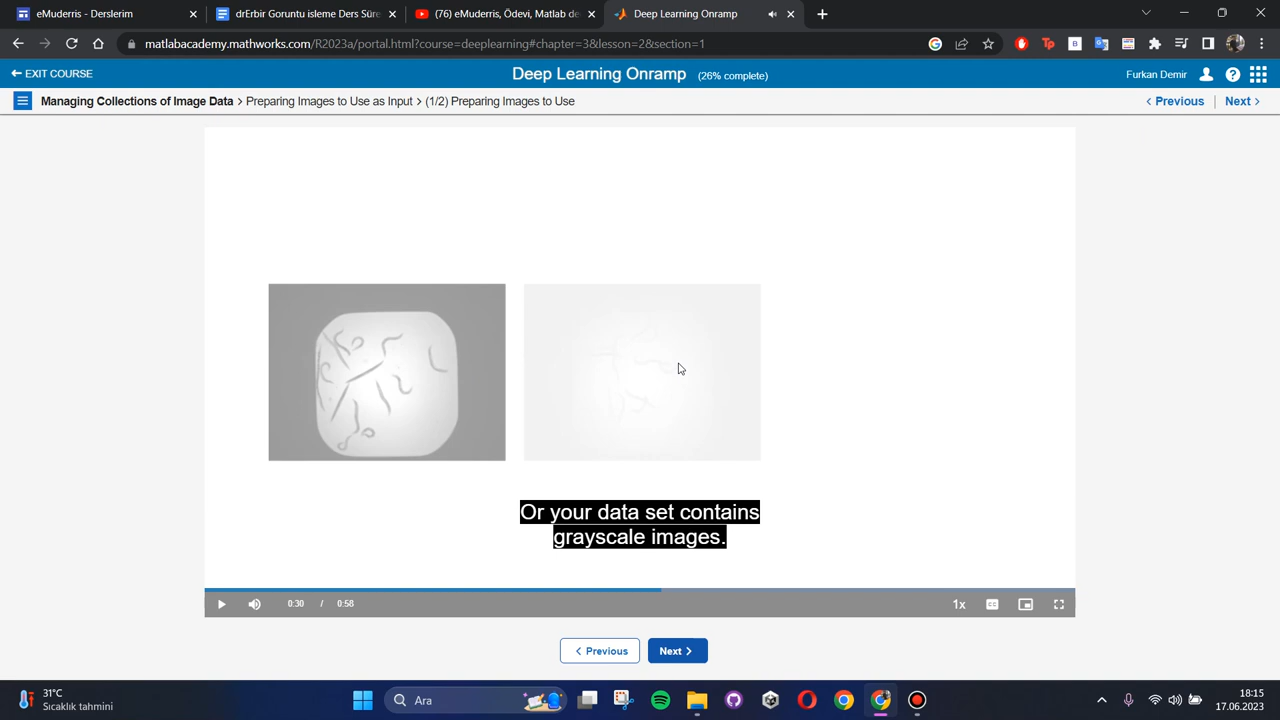 eMuderris - Derslerim
drErbir Goruntu isleme Ders Süre
(76) eMuderris, Ödevi, Matlab de
Deep Learning Onramp
matlabacademy.mathworks.com/R2023a/portal.html?course=deeplearning#chapter=3&lesson=2&section=1
EXIT COURSE
Deep Learning Onramp (26% complete)
Furkan Demir
Managing Collections of Image Data > Preparing Images to Use as Input > (1/2) Preparing Images to Use
< Previous | Next >
Or your data set contains
grayscale images.
0:30 / 0:58
1x
CC
< Previous
Next >
31°C
Sıcaklık tahmini
Ara
18:15
17.06.2023